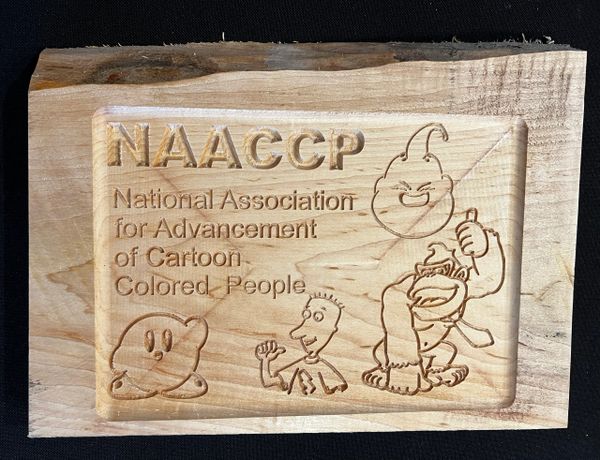 NAACCP
National Association
for Advancement
of Cartoon
Colored People